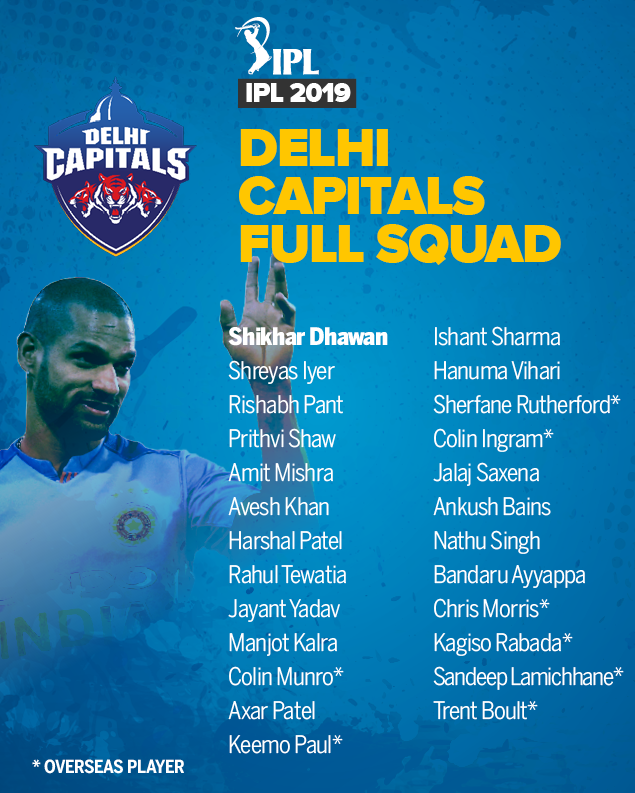 IPL
IPL 2019
DELHI
CAPITALS
DELHI
CAPITALS
FULL SQUAD
Shikhar Dhawan
Shreyas Iyer
Rishabh Pant
Prithvi Shaw
Amit Mishra
Avesh Khan
Harshal Patel
Rahul Tewatia
Jayant Yadav
Manjot Kalra
Colin Munro*
Axar Patel
Keemo Paul*
Ishant Sharma
Hanuma Vihari
Sherfane Rutherford*
Colin Ingram*
Jalaj Saxena
Ankush Bains
Nathu Singh
Bandaru Ayyappa
Chris Morris*
Kagiso Rabada*
Sandeep Lamichhane*
Trent Boult*
INDI
* OVERSEAS PLAYER